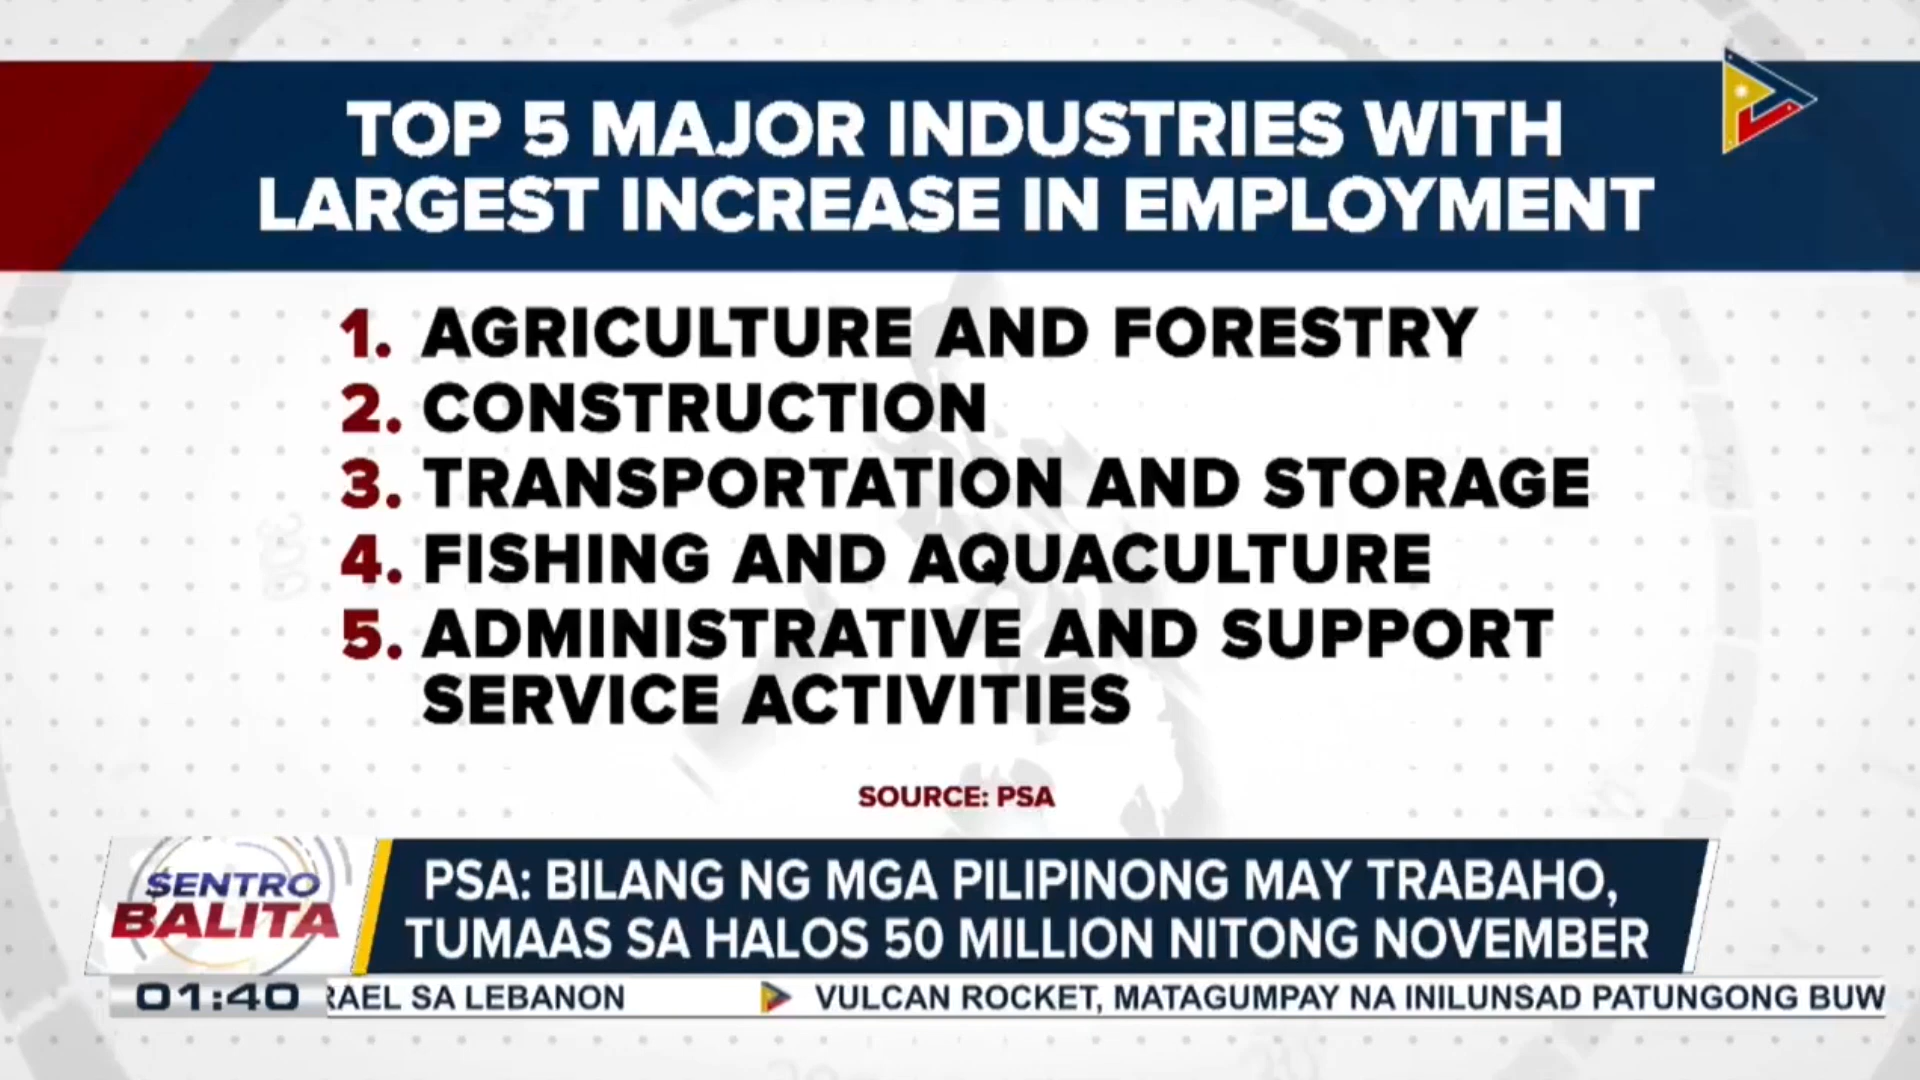 TOP 5 MAJOR INDUSTRIES WITH
LARGEST INCREASE IN EMPLOYMENT
1. AGRICULTURE AND FORESTRY
2. CONSTRUCTION
3. TRANSPORTATION AND STORAGE
4. FISHING AND AQUACULTURE
5. ADMINISTRATIVE AND SUPPORT
SERVICE ACTIVITIES
SOURCE: PSA
SENTRO
BALITA
PSA: BILANG NG MGA PILIPINONG MAY TRABAHO,
TUMAAS SA HALOS 50 MILLION NITONG NOVEMBER
01:40 RAEL SA LEBANON VULCAN ROCKET, MATAGUMPAY NA INILUNSAD PATUNGONG BUW